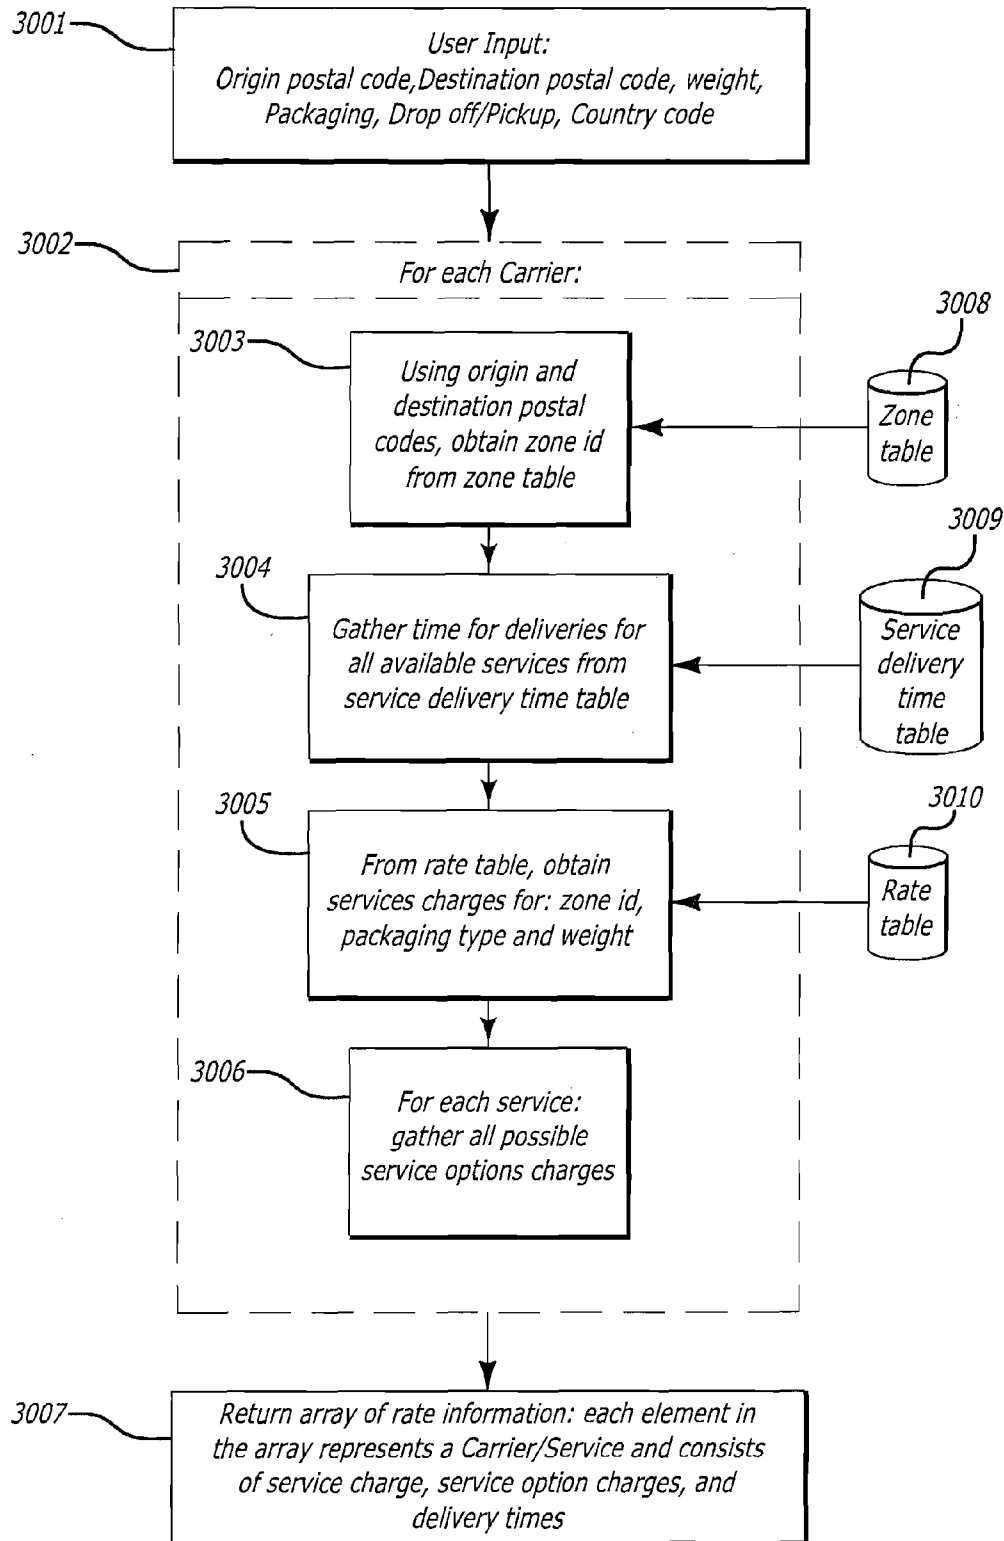 3001
User Input:
Origin postal code,Destination postal code, weight,
Packaging, Drop off/Pickup, Country code
3002
For each Carrier:
3003
Using origin and
destination postal
codes, obtain zone id
from zone table
3008
Zone
table
3004
Gather time for deliveries for
all available services from
service delivery time table
3009
Service
delivery
time
table
3005
From rate table, obtain
services charges for: zone id,
packaging type and weight
3010
Rate
table
3006
For each service:
gather all possible
service options charges
3007
Return array of rate information: each element in
the array represents a Carrier/Service and consists
of service charge, service option charges, and
delivery times